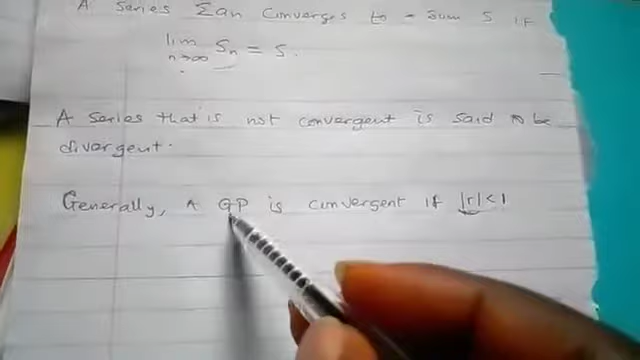 A Series Σan Converges to a sum S if
lim Sn = S.
n→∞
A Series that is not convergent is said to be
divergent.
Generally, A GP is convergent if |r|<1